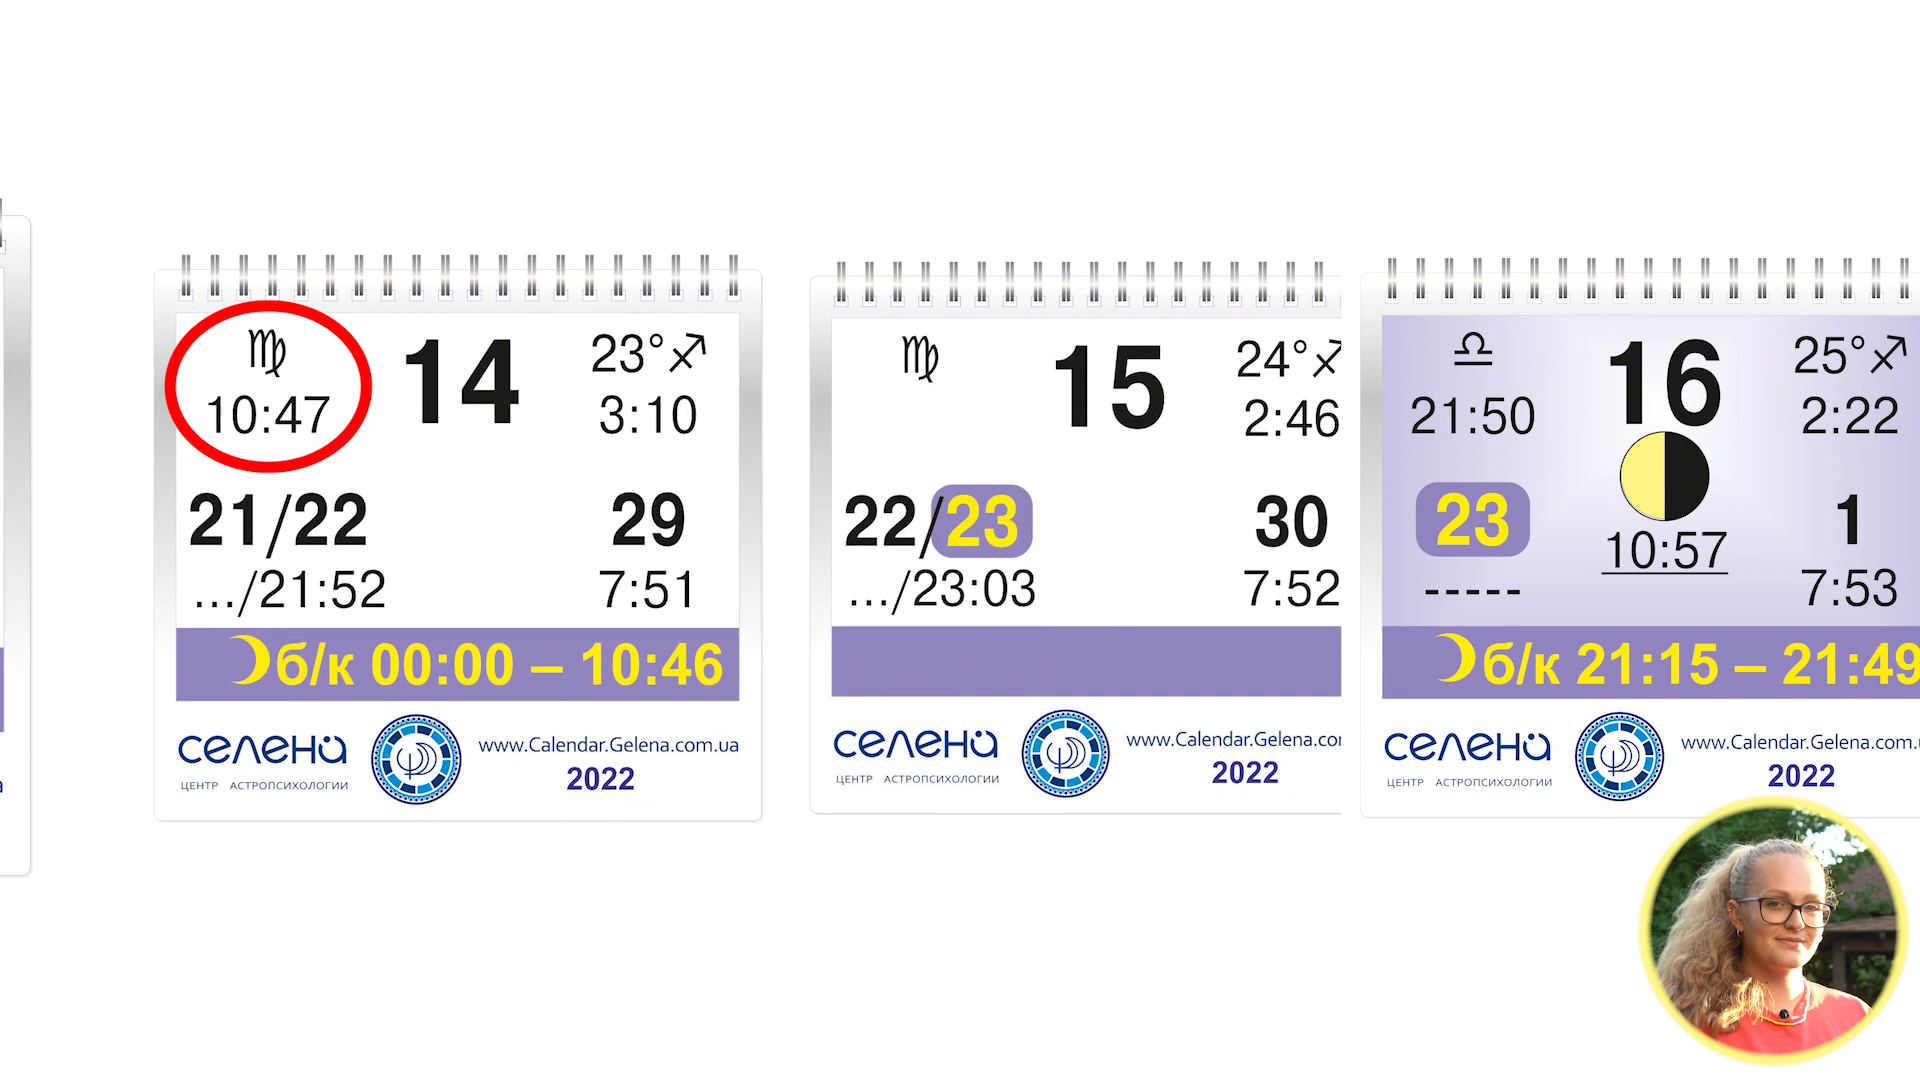 ♍ 14 23°♐
10:47 3:10
21/22 29
.../21:52 7:51
☽б/к 00:00 – 10:46
селена
ЦЕНТР АСТРОПСИХОЛОГИИ
www.Calendar.Gelena.com.ua
2022
♍ 15 24°♐
2:46
22/23 30
.../23:03 7:52
селена
ЦЕНТР АСТРОПСИХОЛОГИИ
www.Calendar.Gelena.cor
2022
♎ 16 25°♐
21:50 2:22
23 10:57 1
----- 7:53
☽б/к 21:15 – 21:49
селена
ЦЕНТР АСТРОПСИХОЛОГИИ
www.Calendar.Gelena.com.
2022